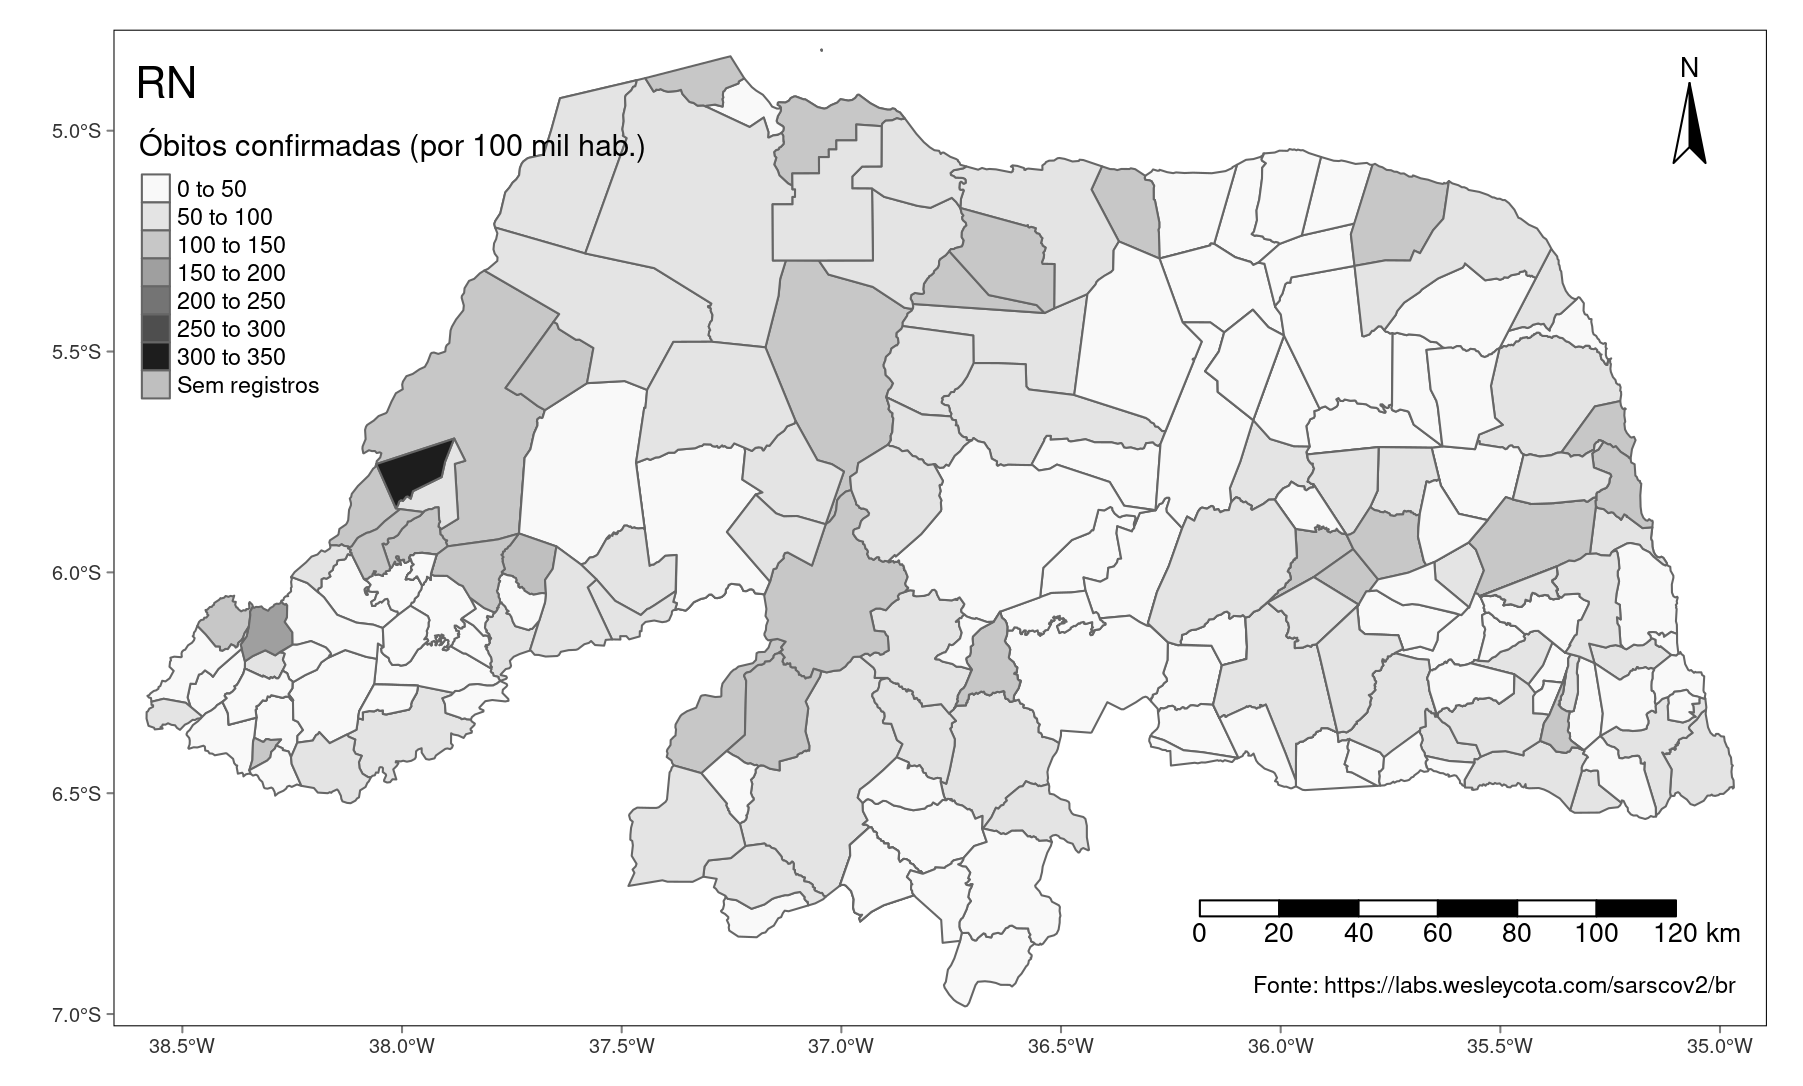 RN
N
Óbitos confirmadas (por 100 mil hab.)
0 to 50
50 to 100
100 to 150
150 to 200
200 to 250
250 to 300
300 to 350
Sem registros
5.0°S
5.5°S
6.0°S
6.5°S
7.0°S
0 20 40 60 80 100 120 km
Fonte: https://labs.wesleycota.com/sarscov2/br
38.5°W 38.0°W 37.5°W 37.0°W 36.5°W 36.0°W 35.5°W 35.0°W